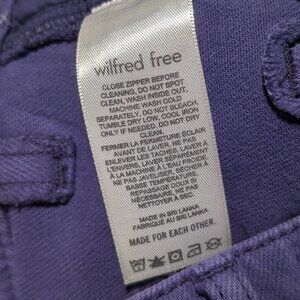 wilfred free
CLOSE ZIPPER BEFORE
CLEANING, DO NOT SPOT
CLEAN, WASH INSIDE OUT,
MACHINE WASH COLD
SEPARATELY, DO NOT BLEACH,
TUMBLE DRY LOW, COOL IRON
ONLY IF NEEDED. DO NOT
DRY CLEAN.
FERMER LA FERMETURE ÉCLAIR
AVANT DE LAVER, NE PAS
ENLEVER LES TACHES, LAVER À
L'ENVERS, LAVER SÉPARÉMENT
À LA MACHINE À L'EAU FROIDE,
NE PAS JAVELLISER, SÉCHER À
BASSE TEMPÉRATURE,
REPASSAGE DOUX SI
NÉCESSAIRE. NE PAS
NETTOYER À SEC.
MADE IN SRI LANKA
FABRIQUÉ AU SRI LANKA
MADE FOR EACH OTHER.